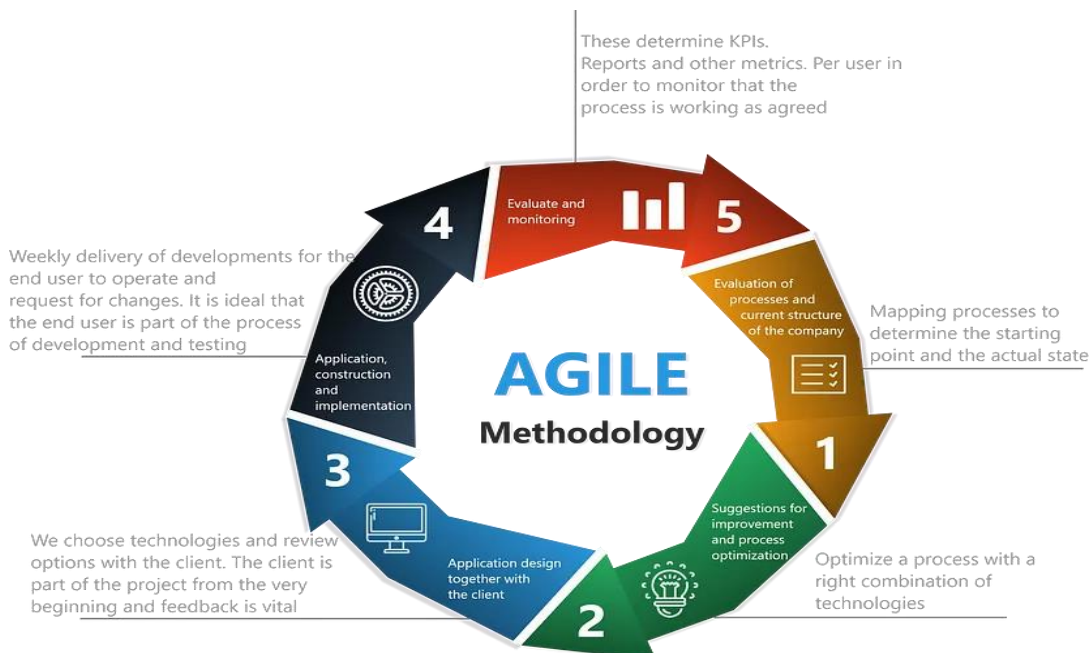 These determine KPIs.
Reports and other metrics. Per user in
order to monitor that the
process is working as agreed
Evaluate and
monitoring
5
4
Weekly delivery of developments for the
end user to operate and
request for changes. It is ideal that
the end user is part of the process
of development and testing
Application,
construction
and
implementation
Evaluation of
processes and
current structure
of the company
Mapping processes to
determine the starting
point and the actual state
AGILE
Methodology
1
3
Suggestions for
improvement
and process
optimization
We choose technologies and review
options with the client. The client is
part of the project from the very
beginning and feedback is vital
Application design
together with
the client
Optimize a process with a
right combination of
technologies
2